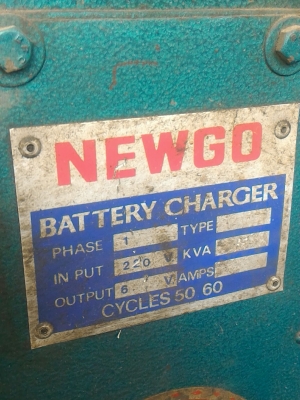 NEWGO
BATTERY CHARGER
PHASE 1 TYPE
IN PUT 220 V. KVA
OUTPUT 6 V. AMPS
CYCLES 50 60